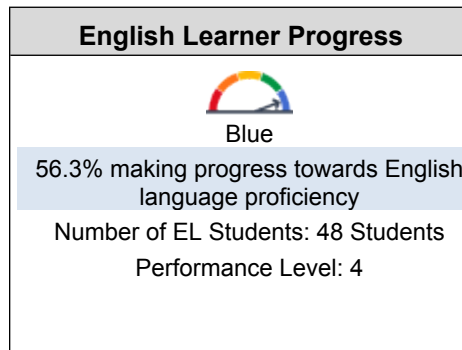 English Learner Progress
Blue
56.3% making progress towards English
language proficiency
Number of EL Students: 48 Students
Performance Level: 4